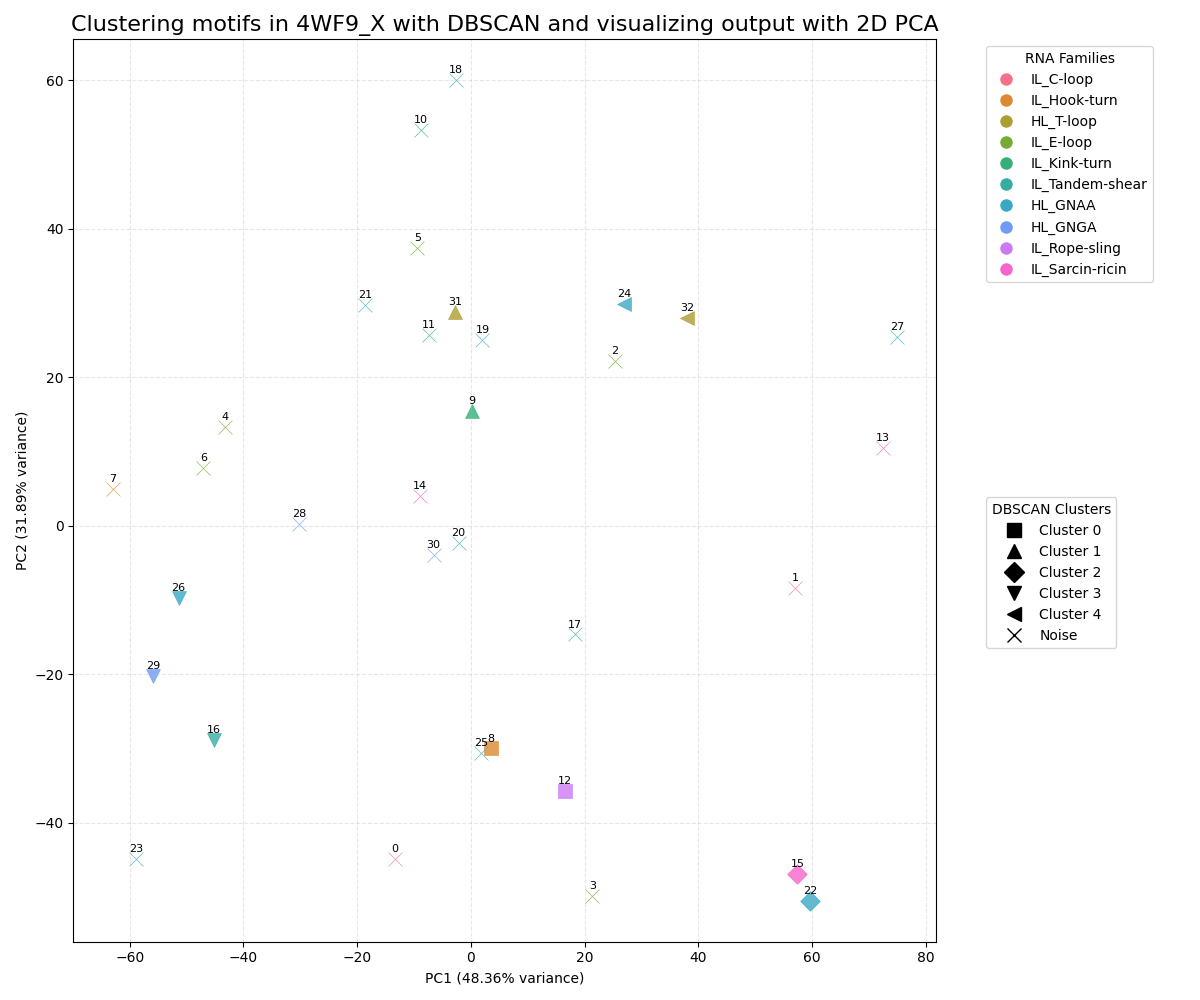 Clustering motifs in 4WF9_X with DBSCAN and visualizing output with 2D PCA
RNA Families
IL_C-loop
IL_Hook-turn
HL_T-loop
IL_E-loop
IL_Kink-turn
IL_Tandem-shear
HL_GNAA
HL_GNGA
IL_Rope-sling
IL_Sarcin-ricin
DBSCAN Clusters
Cluster 0
Cluster 1
Cluster 2
Cluster 3
Cluster 4
Noise
PC2 (31.89% variance)
60
40
20
0
−20
−40
18
10
5
21
31
24
32
11
19
27
2
9
4
13
6
7
14
28
20
30
1
26
17
29
16
8
25
12
23
0
15
3
22
−60
−40
−20
0
20
40
60
80
PC1 (48.36% variance)